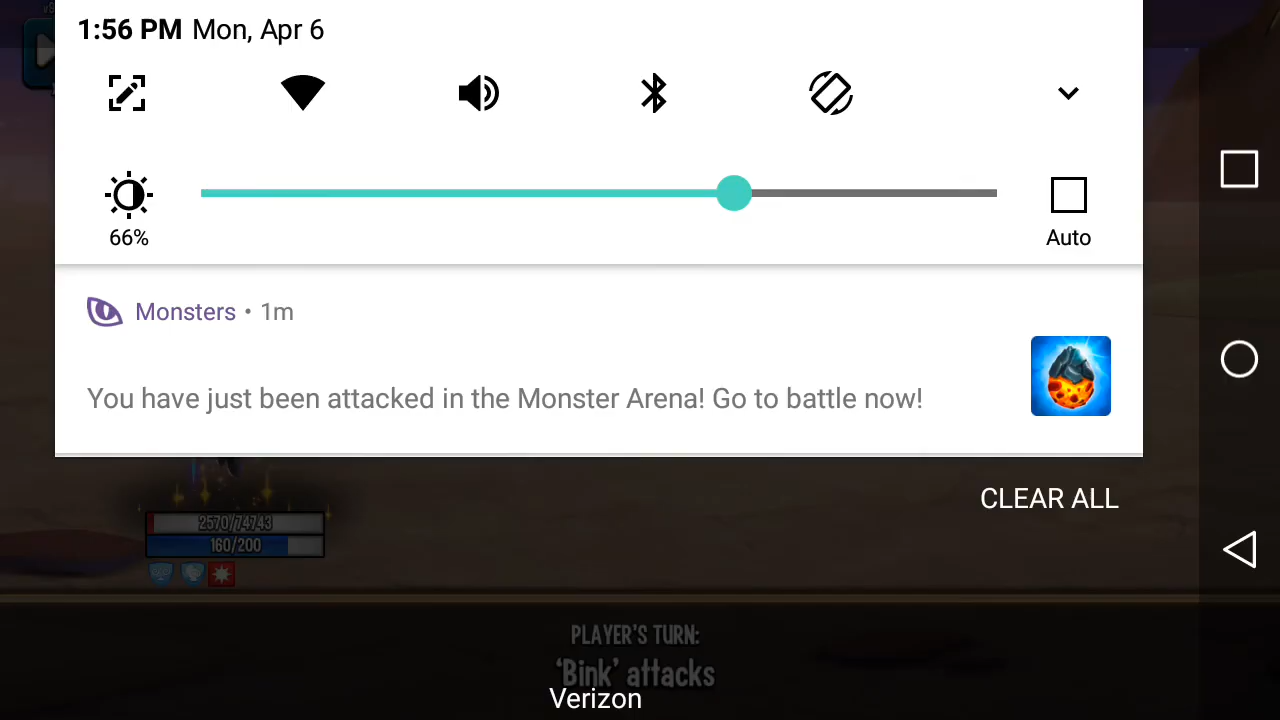 1:56 PM Mon, Apr 6
66%
Auto
Monsters • 1m
You have just been attacked in the Monster Arena! Go to battle now!
CLEAR ALL
2570/74743
160/200
PLAYER'S TURN:
'Bink' attacks
Verizon